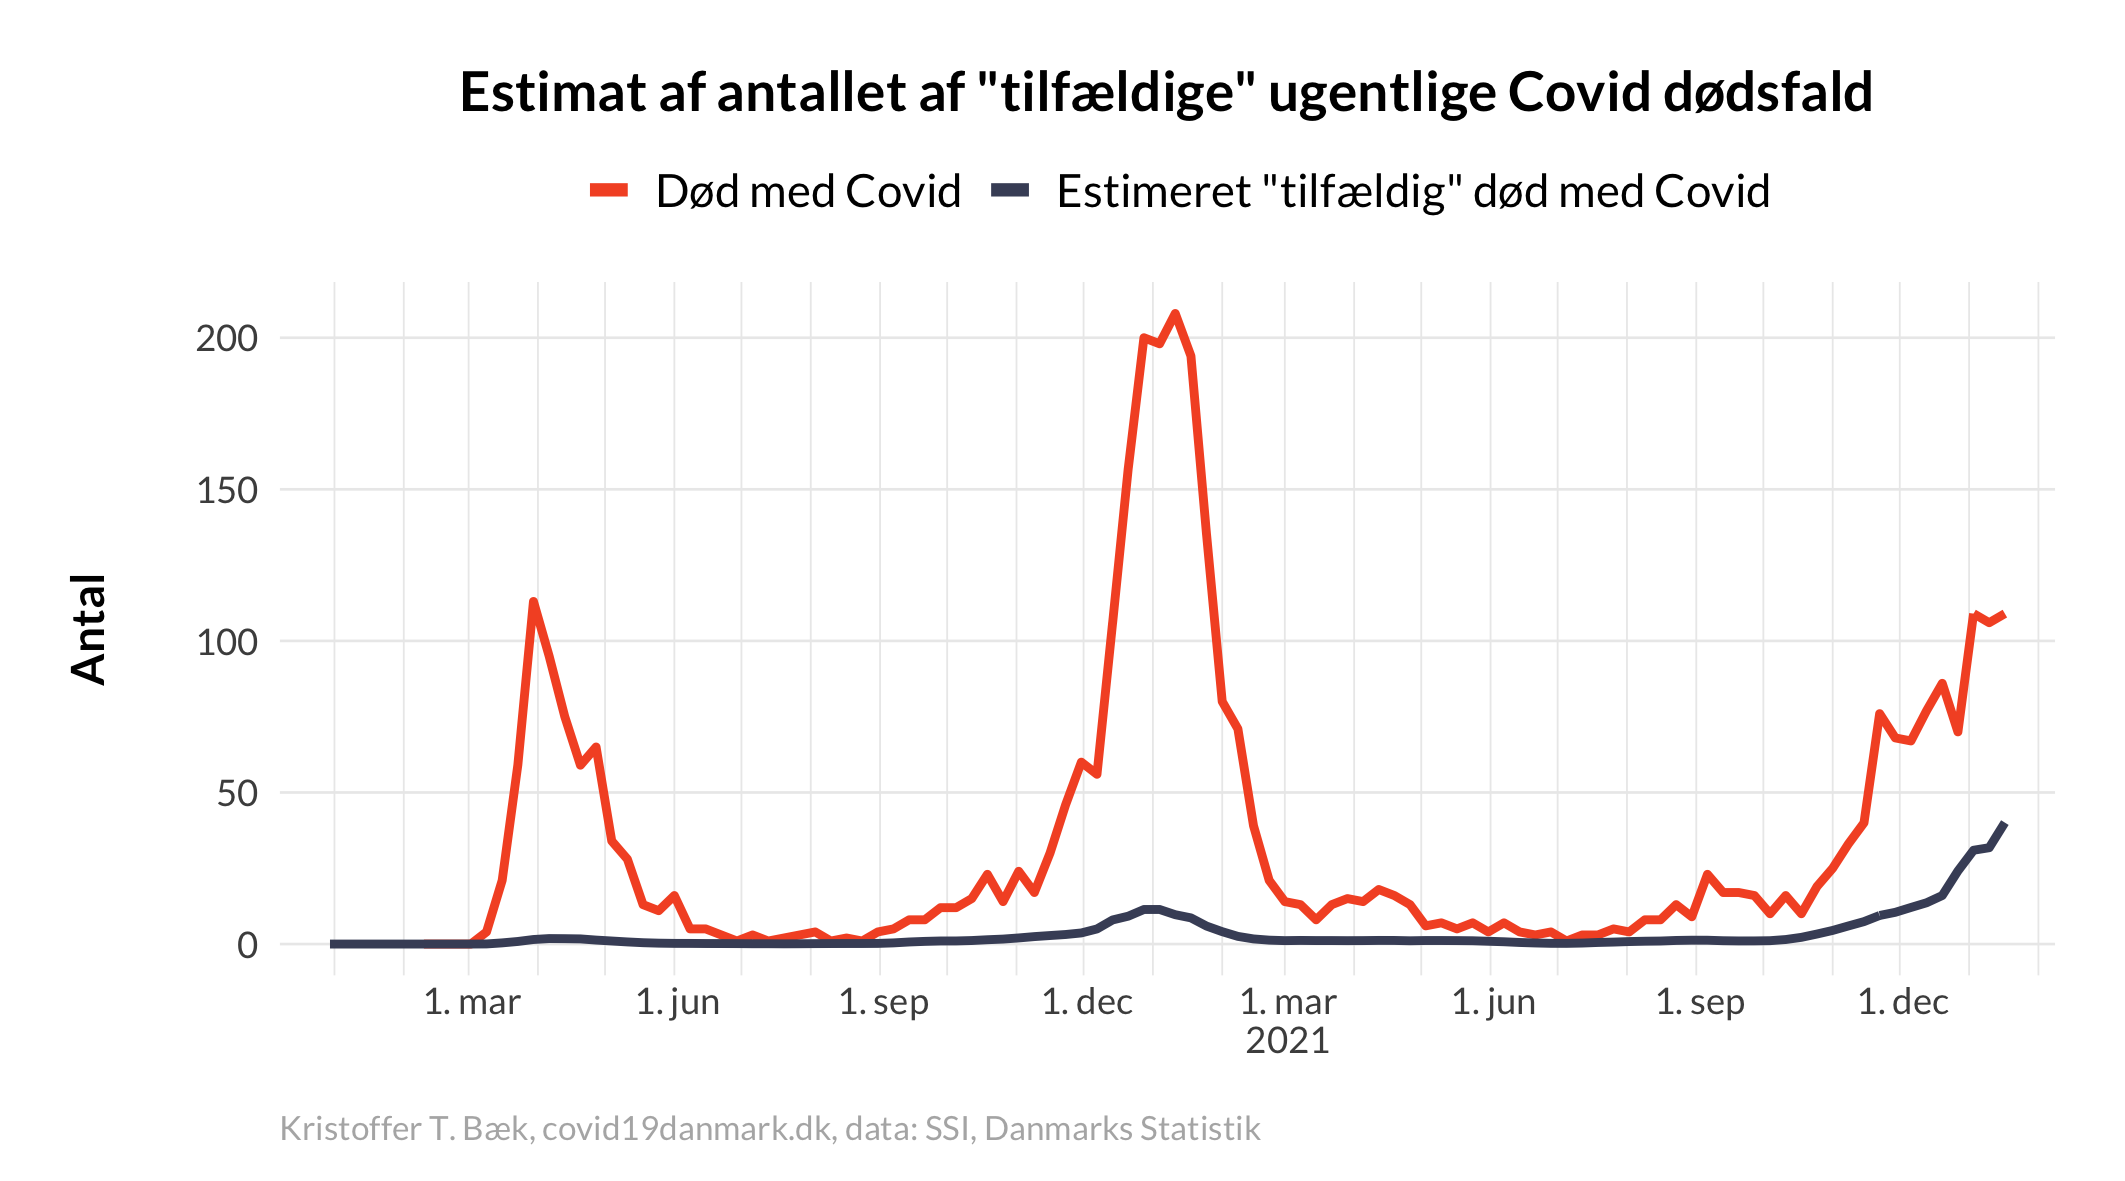 Estimat af antallet af "tilfældige" ugentlige Covid dødsfald
Død med Covid Estimeret "tilfældig" død med Covid
Antal
200
150
100
50
0
1. mar 1. jun 1. sep 1. dec 1. mar 1. jun 1. sep 1. dec
2021
Kristoffer T. Bæk, covid19danmark.dk, data: SSI, Danmarks Statistik